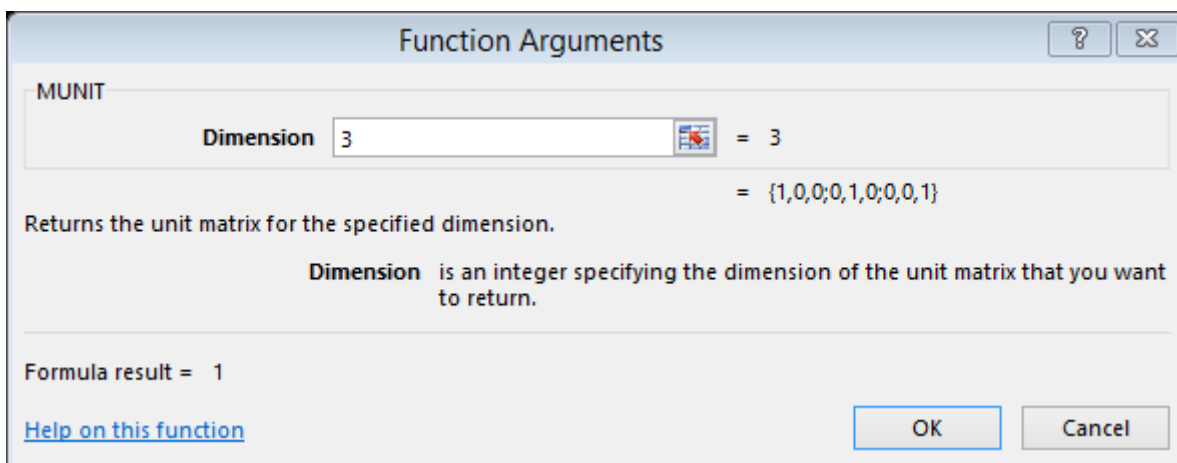 Function Arguments
MUNIT
Dimension 3 = 3
= {1,0,0;0,1,0;0,0,1}
Returns the unit matrix for the specified dimension.
Dimension is an integer specifying the dimension of the unit matrix that you want
to return.
Formula result = 1
Help on this function
OK Cancel